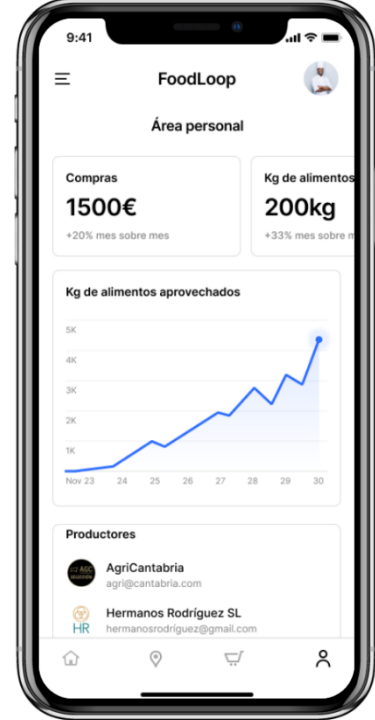 9:41
FoodLoop
Área personal
Compras
1500€
+20% mes sobre mes
Kg de alimentos
200kg
+33% mes sobre m
Kg de alimentos aprovechados
5K
4K
3K
2K
1K
Nov 23 24 25 26 27 28 29 30
Productores
AgriCantabria
agri@cantabria.com
HR
Hermanos Rodríguez SL
hermanosrodríguez@gmail.com